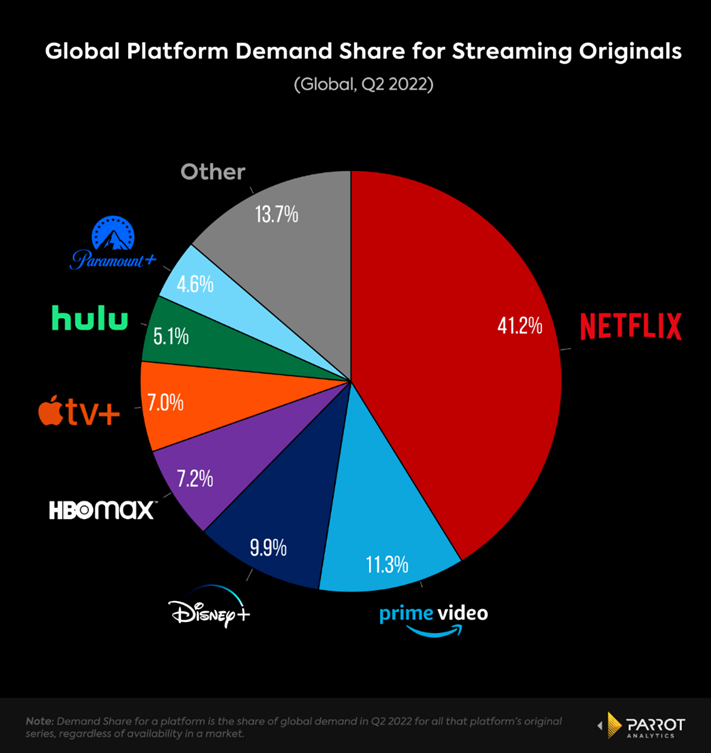 Global Platform Demand Share for Streaming Originals
(Global, Q2 2022)
Other
13.7%
Paramount+
4.6%
hulu
5.1%
tv+
7.0%
HBOmax
7.2%
Disney+
9.9%
prime video
11.3%
NETFLIX
41.2%
Note: Demand Share for a platform is the share of global demand in Q2 2022 for all that platform's original
series, regardless of availability in a market.
PARROT
ANALYTICS